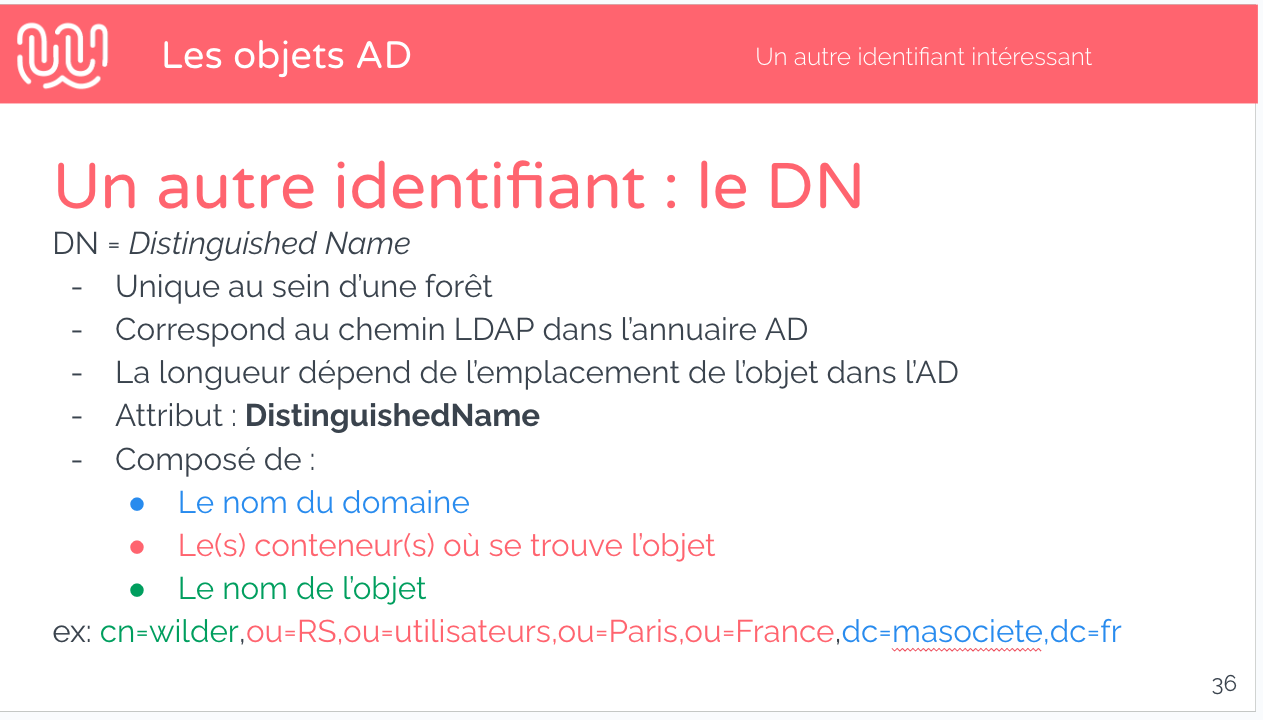 Les objets AD
Un autre identifiant intéressant
Un autre identifiant : le DN
DN = Distinguished Name
- Unique au sein d’une forêt
- Correspond au chemin LDAP dans l’annuaire AD
- La longueur dépend de l’emplacement de l’objet dans l’AD
- Attribut : DistinguishedName
- Composé de :
● Le nom du domaine
● Le(s) conteneur(s) où se trouve l’objet
● Le nom de l’objet
ex: cn=wilder,ou=RS,ou=utilisateurs,ou=Paris,ou=France,dc=masociete,dc=fr
36